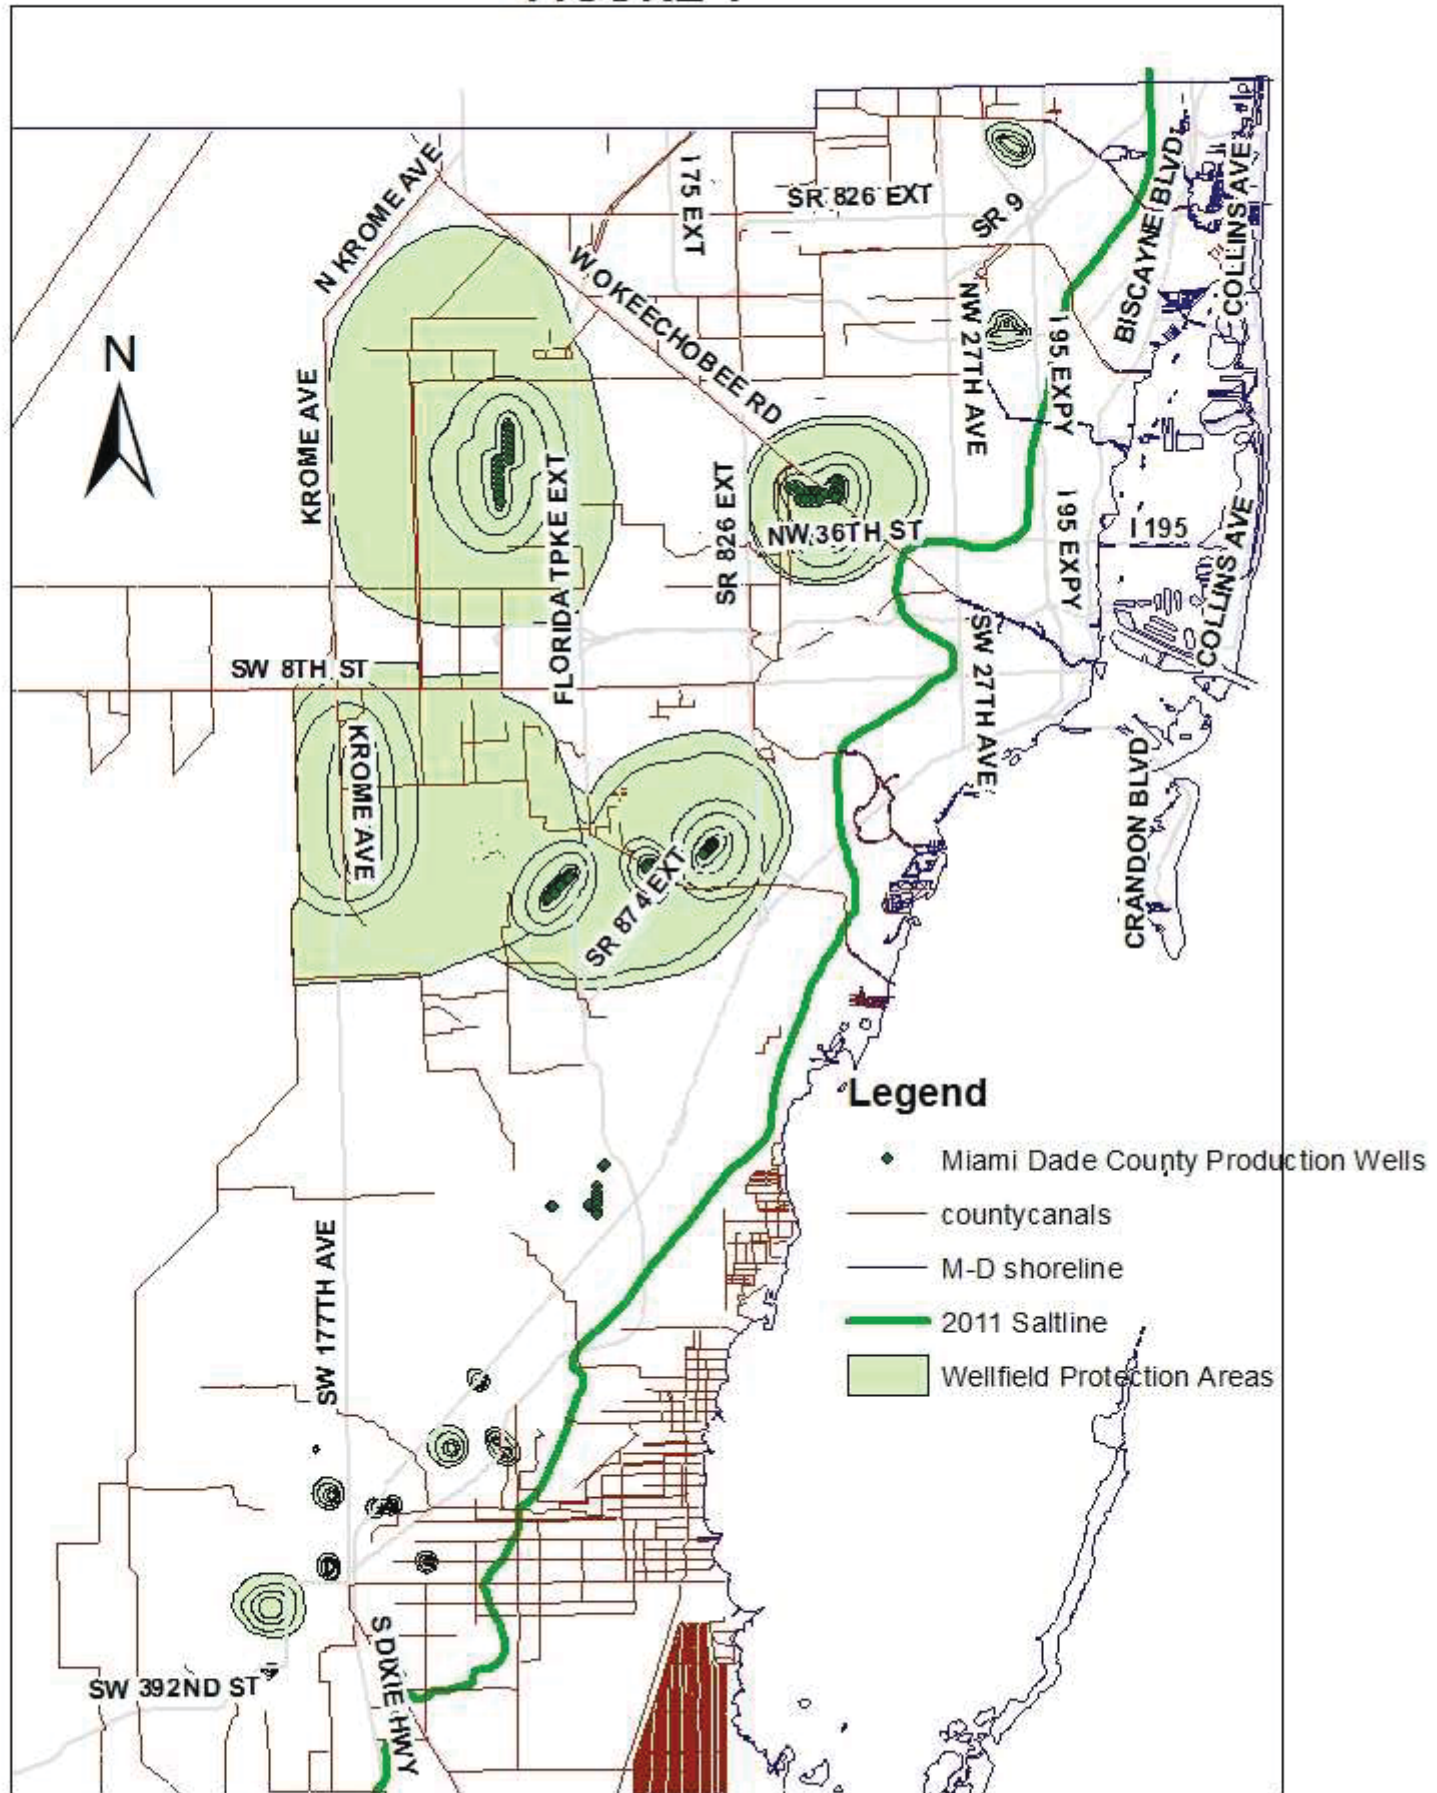 N KROME AVE
I 75 EXT
SR 826 EXT
SR 9
BISCAYNE BLVD
COLLINS AVE
W OKEECHOBEE RD
NW 27TH AVE
I 95 EXPY
N
KROME AVE
FLORIDA TPKE EXT
SR 826 EXT
NW 36TH ST
I 95 EXPY
I 195
COLLINS AVE
SW 8TH ST
SW 27TH AVE
KROME AVE
CRANDON BLVD
SR 874 EXT
Legend
Miami Dade County Production Wells
countycanals
M-D shoreline
2011 Saltline
Wellfield Protection Areas
SW 177TH AVE
S DIXIE HWY
SW 392ND ST